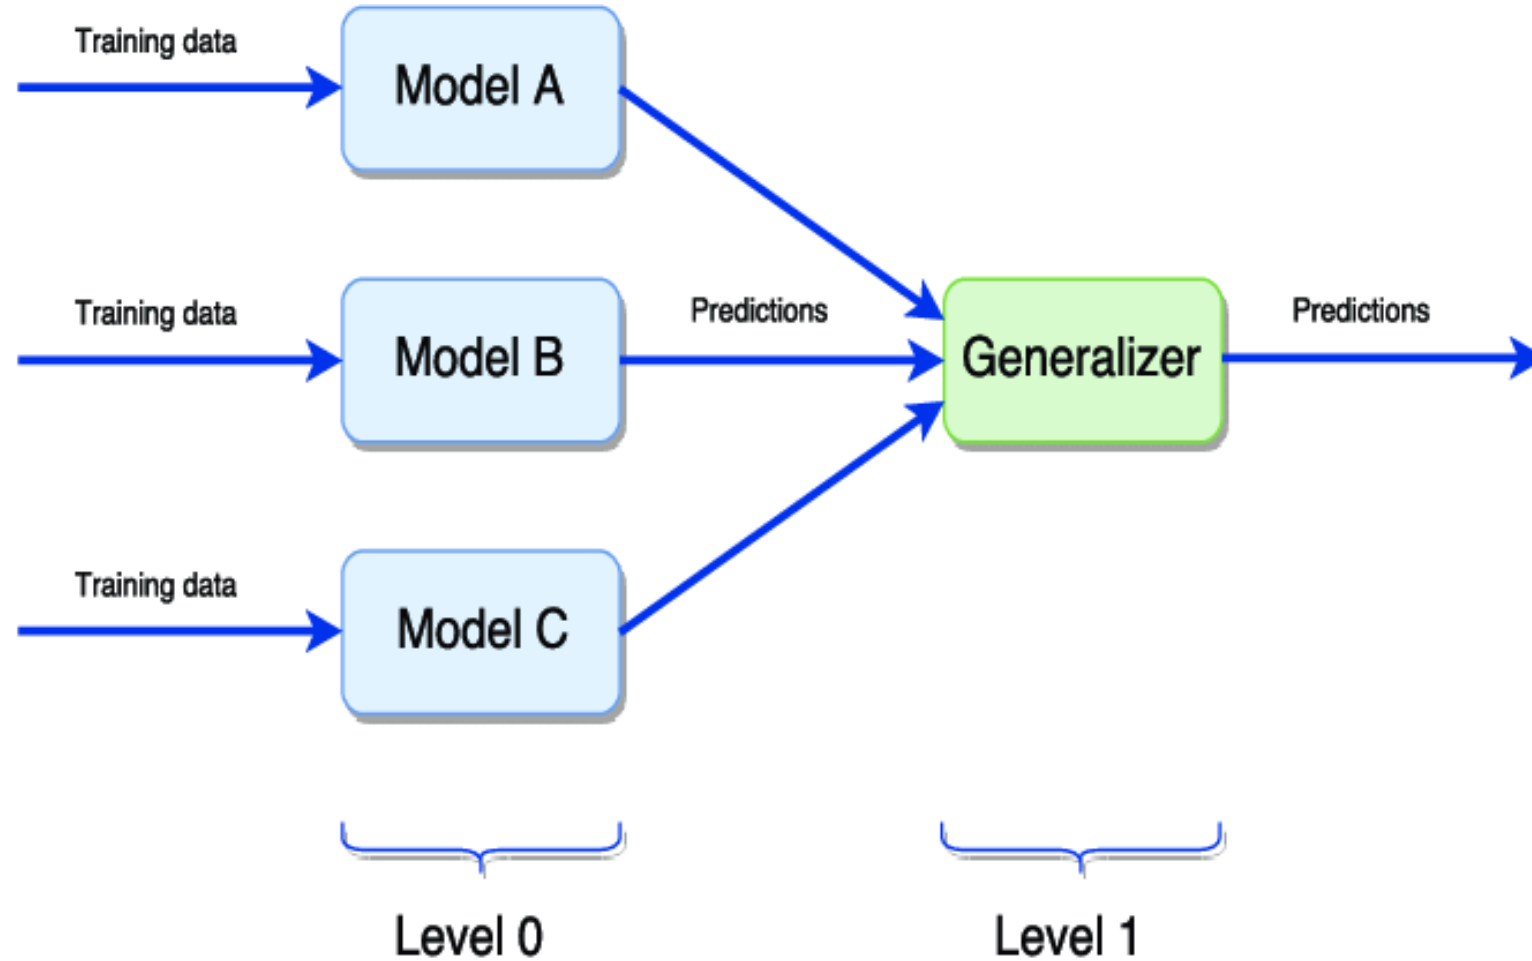 Training data
Model A
Training data
Model B
Predictions
Generalizer
Predictions
Training data
Model C
Level 0
Level 1